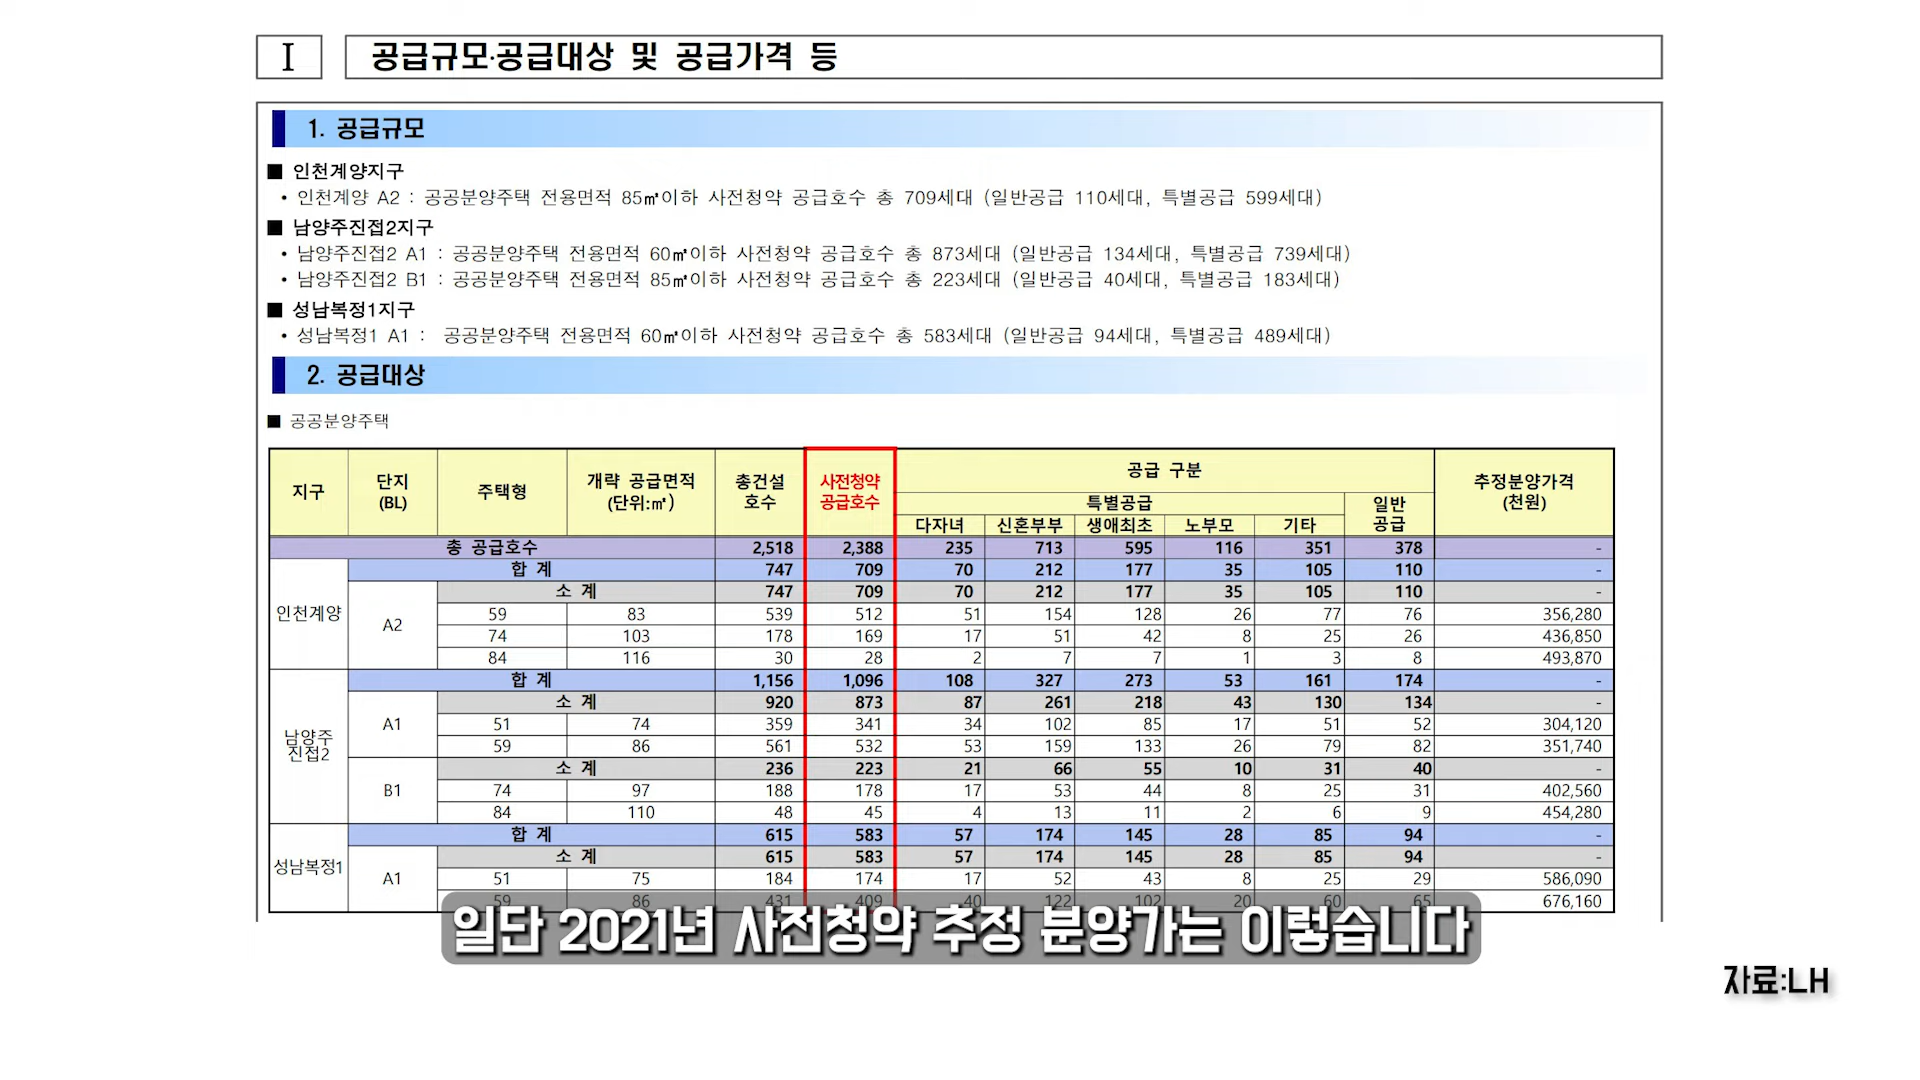 Ⅰ 공급규모·공급대상 및 공급가격 등
1. 공급규모
■ 인천계양지구
• 인천계양 A2 : 공공분양주택 전용면적 85㎡이하 사전청약 공급호수 총 709세대 (일반공급 110세대, 특별공급 599세대)
■ 남양주진접2지구
• 남양주진접2 A1 : 공공분양주택 전용면적 60㎡이하 사전청약 공급호수 총 873세대 (일반공급 134세대, 특별공급 739세대)
• 남양주진접2 B1 : 공공분양주택 전용면적 85㎡이하 사전청약 공급호수 총 223세대 (일반공급 40세대, 특별공급 183세대)
■ 성남복정1지구
• 성남복정1 A1 : 공공분양주택 전용면적 60㎡이하 사전청약 공급호수 총 583세대 (일반공급 94세대, 특별공급 489세대)
2. 공급대상
■ 공공분양주택
지구 단지 (BL) 주택형 개략 공급면적 (단위:㎡) 총건설 호수 사전청약 공급호수 공급 구분 추정분양가격 (천원)
특별공급 일반 공급
다자녀 신혼부부 생애최초 노부모 기타
총 공급호수 2,518 2,388 235 713 595 116 351 378 -
인천계양 합 계 747 709 70 212 177 35 105 110 -
A2 소 계 747 709 70 212 177 35 105 110 -
59 83 539 512 51 154 128 26 77 76 356,280
74 103 178 169 17 51 42 8 25 26 436,850
84 116 30 28 2 7 7 1 3 8 493,870
남양주 진접2 합 계 1,156 1,096 108 327 273 53 161 174 -
A1 소 계 920 873 87 261 218 43 130 134 -
51 74 359 341 34 102 85 17 51 52 304,120
59 86 561 532 53 159 133 26 79 82 351,740
B1 소 계 236 223 21 66 55 10 31 40 -
74 97 188 178 17 53 44 8 25 31 402,560
84 110 48 45 4 13 11 2 6 9 454,280
성남복정1 합 계 615 583 57 174 145 28 85 94 -
A1 소 계 615 583 57 174 145 28 85 94 -
51 75 184 174 17 52 43 8 25 29 586,090
59 86 431 409 40 122 102 20 60 65 676,160
일단 2021년 사전청약 추정 분양가는 이렇습니다
자료:LH